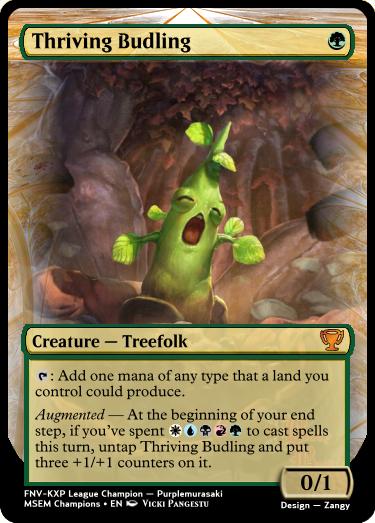 Thriving Budling
Creature — Treefolk
: Add one mana of any type that a land you
control could produce.
Augmented — At the beginning of your end
step, if you've spent to cast spells
this turn, untap Thriving Budling and put
three +1/+1 counters on it.
0/1
FNV-KXP League Champion — Purplemurasaki
MSEM Champions • EN Vicki Pangestu
Design — Zangy